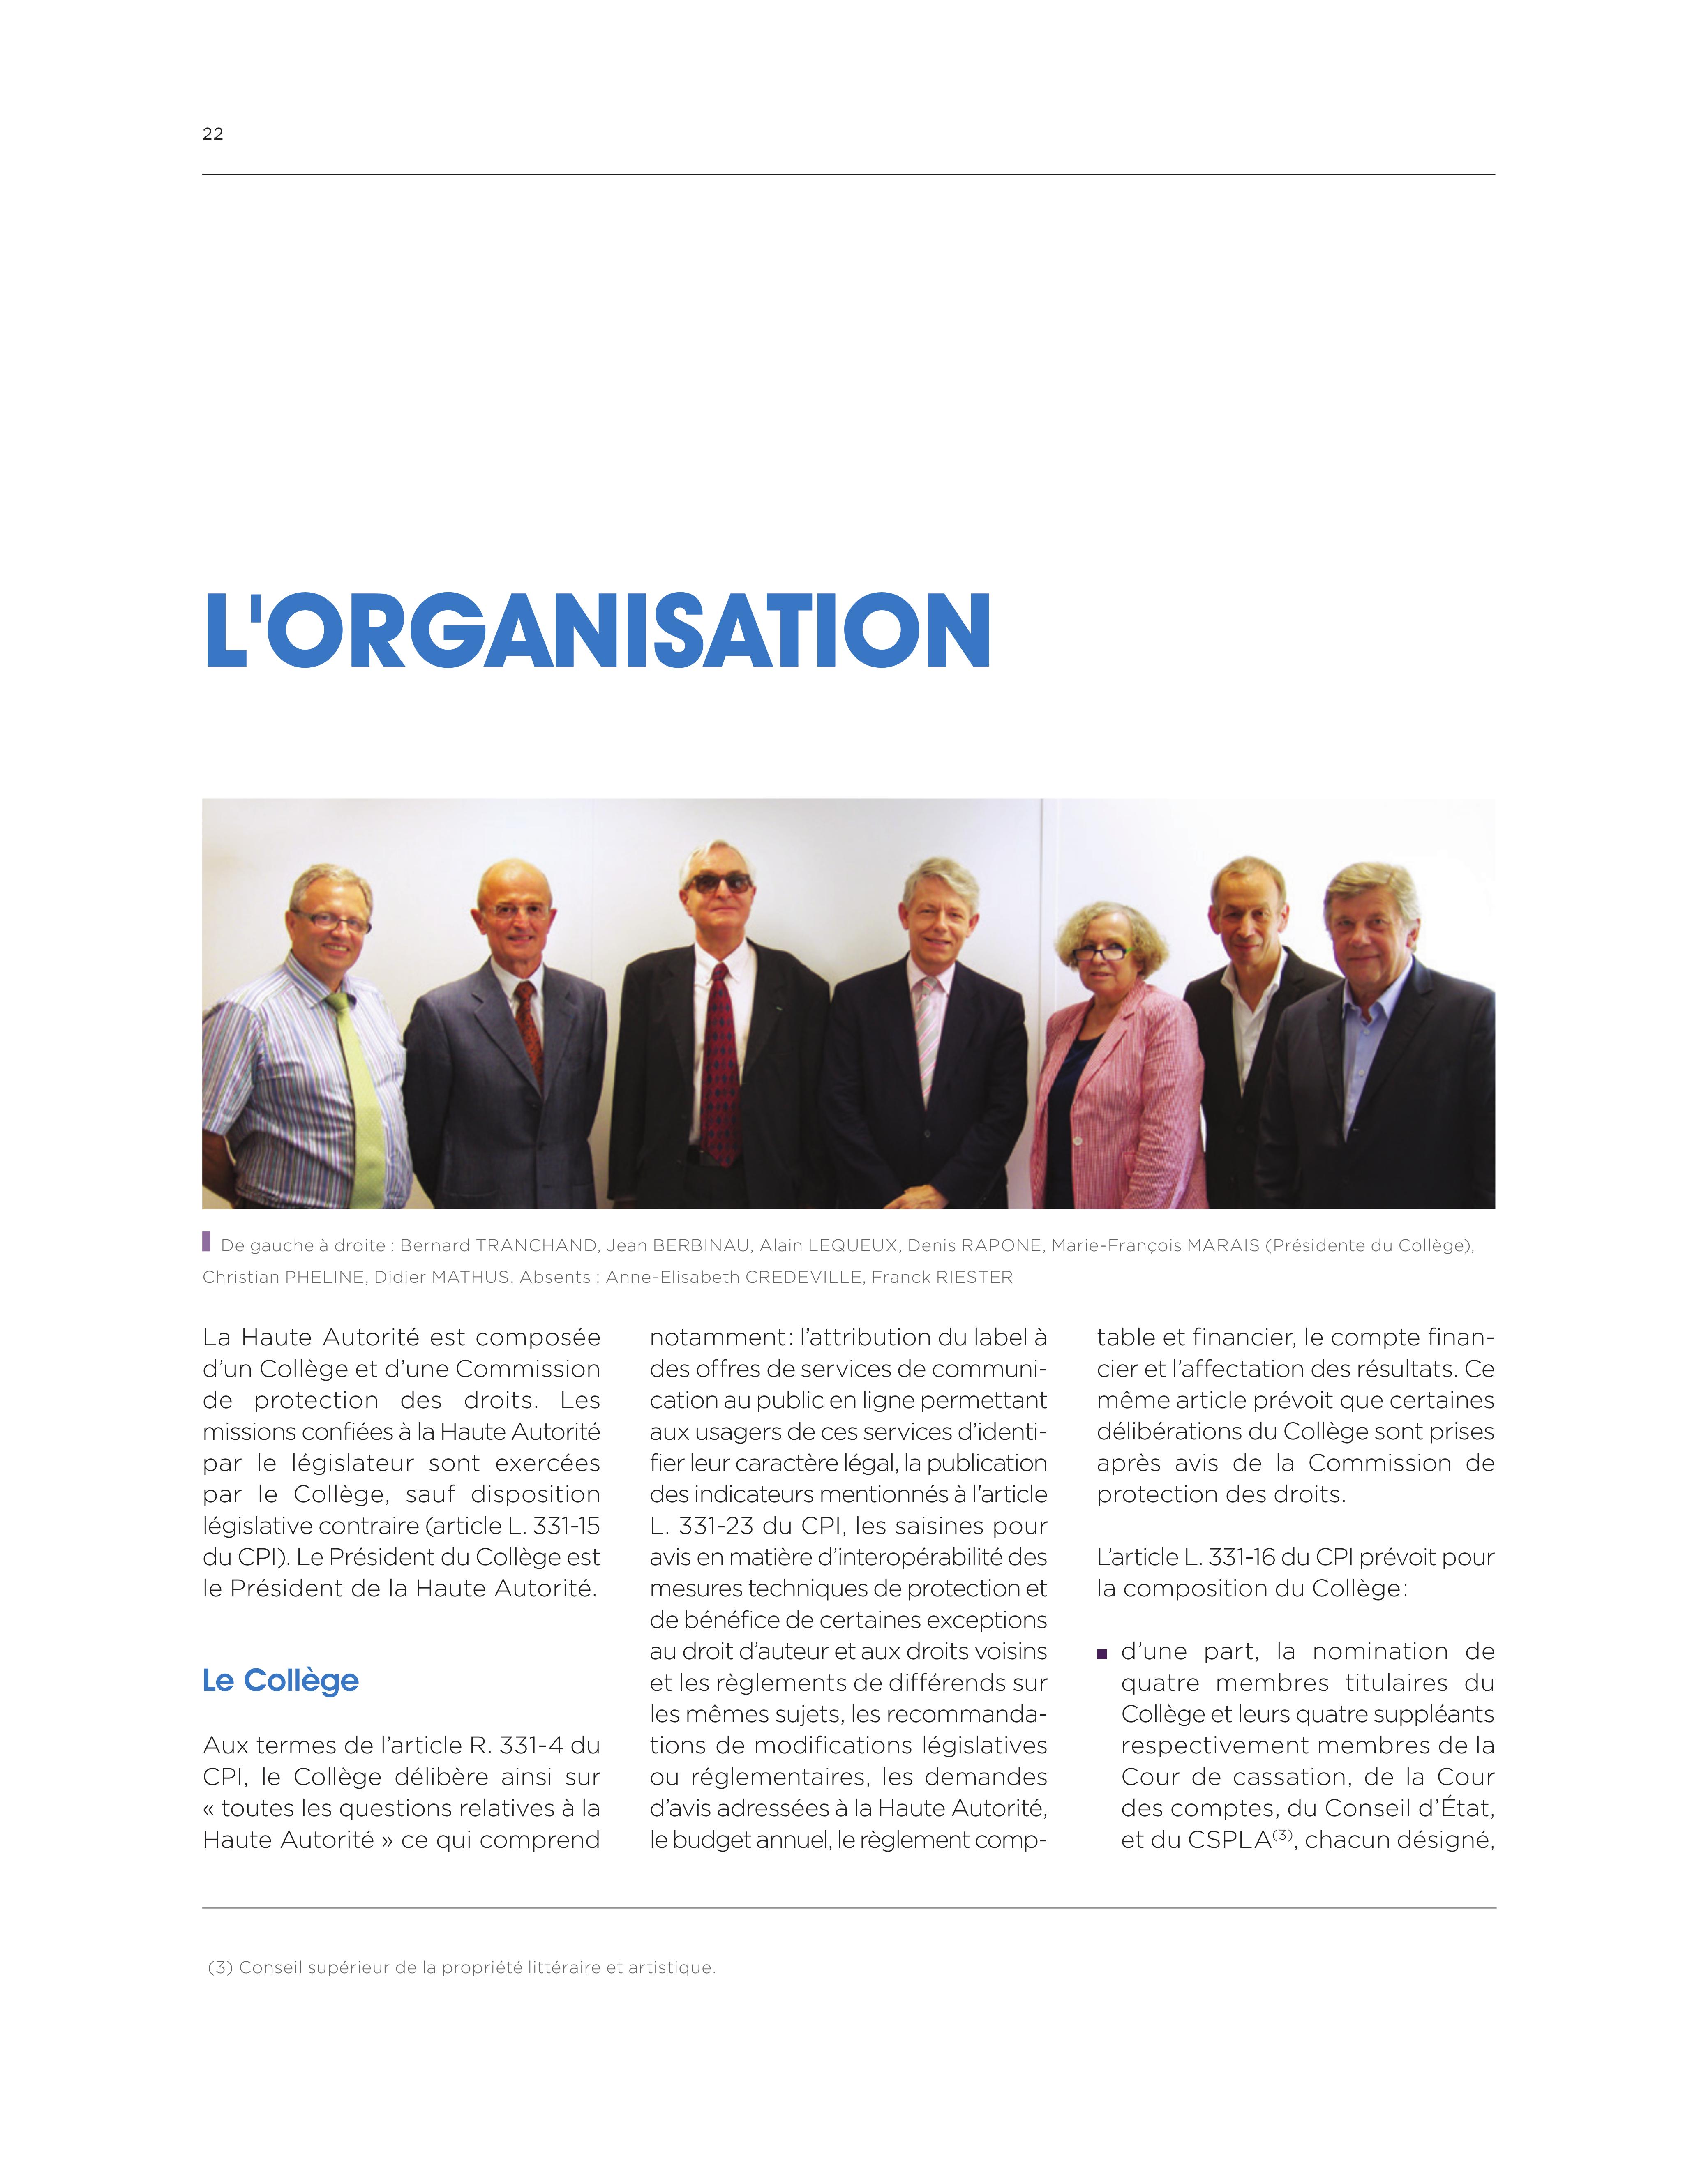 22
L'ORGANISATION
De gauche à droite : Bernard TRANCHAND, Jean BERBINAU, Alain LEQUEUX, Denis RAPONE, Marie-François MARAIS (Présidente du Collège),
Christian PHELINE, Didier MATHUS. Absents : Anne-Elisabeth CREDEVILLE, Franck RIESTER
La Haute Autorité est composée
d’un Collège et d’une Commission
de protection des droits. Les
missions confiées à la Haute Autorité
par le législateur sont exercées
par le Collège, sauf disposition
législative contraire (article L. 331-15
du CPI). Le Président du Collège est
le Président de la Haute Autorité.
Le Collège
Aux termes de l’article R. 331-4 du
CPI, le Collège délibère ainsi sur
« toutes les questions relatives à la
Haute Autorité » ce qui comprend
notamment : l’attribution du label à
des offres de services de communi-
cation au public en ligne permettant
aux usagers de ces services d’identi-
fier leur caractère légal, la publication
des indicateurs mentionnés à l'article
L. 331-23 du CPI, les saisines pour
avis en matière d’interopérabilité des
mesures techniques de protection et
de bénéfice de certaines exceptions
au droit d’auteur et aux droits voisins
et les règlements de différends sur
les mêmes sujets, les recommanda-
tions de modifications législatives
ou réglementaires, les demandes
d’avis adressées à la Haute Autorité,
le budget annuel, le règlement comp-
table et financier, le compte finan-
cier et l’affectation des résultats. Ce
même article prévoit que certaines
délibérations du Collège sont prises
après avis de la Commission de
protection des droits.
L’article L. 331-16 du CPI prévoit pour
la composition du Collège :
■ d’une part, la nomination de
quatre membres titulaires du
Collège et leurs quatre suppléants
respectivement membres de la
Cour de cassation, de la Cour
des comptes, du Conseil d’État,
et du CSPLA(3), chacun désigné,
(3) Conseil supérieur de la propriété littéraire et artistique.